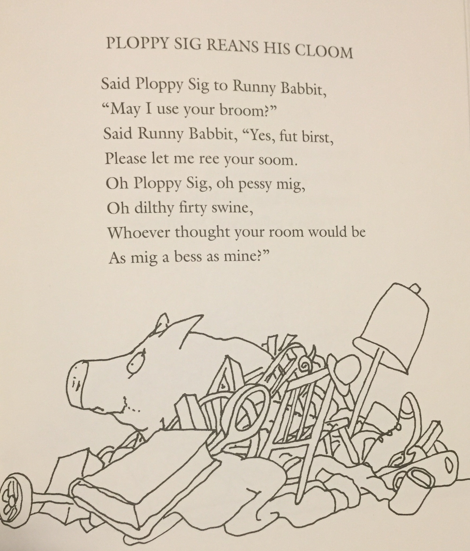 PLOPPY SIG REANS HIS CLOOM
Said Ploppy Sig to Runny Babbit,
“May I use your broom?”
Said Runny Babbit, “Yes, fut birst,
Please let me ree your soom.
Oh Ploppy Sig, oh pessy mig,
Oh dilthy firty swine,
Whoever thought your room would be
As mig a bess as mine?”